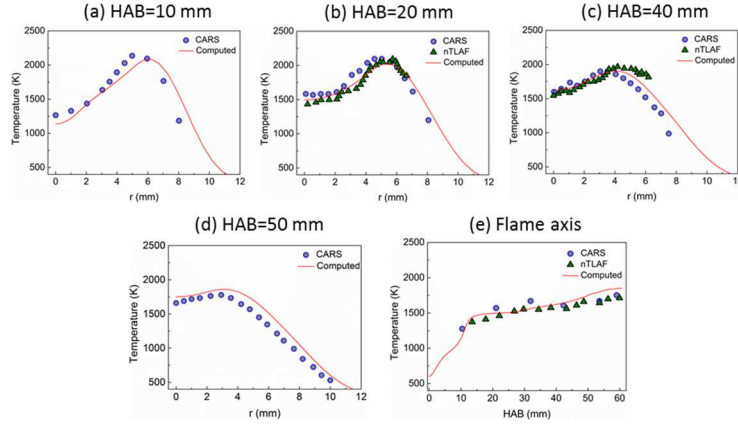 (a) HAB=10 mm
(b) HAB=20 mm
(c) HAB=40 mm
2500
2000
1500
1000
500
Temperature (K)
0 2 4 6 8 10 12
r (mm)
CARS
Computed
2500
2000
1500
1000
500
Temperature (K)
0 2 4 6 8 10 12
r (mm)
CARS
nTLAF
Computed
2500
2000
1500
1000
500
Temperature (K)
0 2 4 6 8 10 12
r (mm)
CARS
nTLAF
Computed
(d) HAB=50 mm
(e) Flame axis
2500
2000
1500
1000
500
Temperature (K)
0 2 4 6 8 10 12
r (mm)
CARS
Computed
2500
2000
1500
1000
500
Temperature (K)
0 10 20 30 40 50 60
HAB (mm)
CARS
nTLAF
Computed